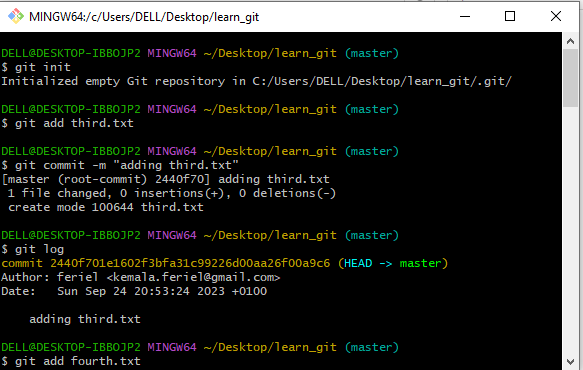 MINGW64:/c/Users/DELL/Desktop/learn_git
DELL@DESKTOP-IBBOJP2 MINGW64 ~/Desktop/learn_git (master)
$ git init
Initialized empty Git repository in C:/Users/DELL/Desktop/learn_git/.git/
DELL@DESKTOP-IBBOJP2 MINGW64 ~/Desktop/learn_git (master)
$ git add third.txt
DELL@DESKTOP-IBBOJP2 MINGW64 ~/Desktop/learn_git (master)
$ git commit -m "adding third.txt"
[master (root-commit) 2440f70] adding third.txt
 1 file changed, 0 insertions(+), 0 deletions(-)
 create mode 100644 third.txt
DELL@DESKTOP-IBBOJP2 MINGW64 ~/Desktop/learn_git (master)
$ git log
commit 2440f701e1602f3bfa31c99226d00aa26f00a9c6 (HEAD -> master)
Author: feriel <kemala.feriel@gmail.com>
Date:   Sun Sep 24 20:53:24 2023 +0100
    adding third.txt
DELL@DESKTOP-IBBOJP2 MINGW64 ~/Desktop/learn_git (master)
$ git add fourth.txt